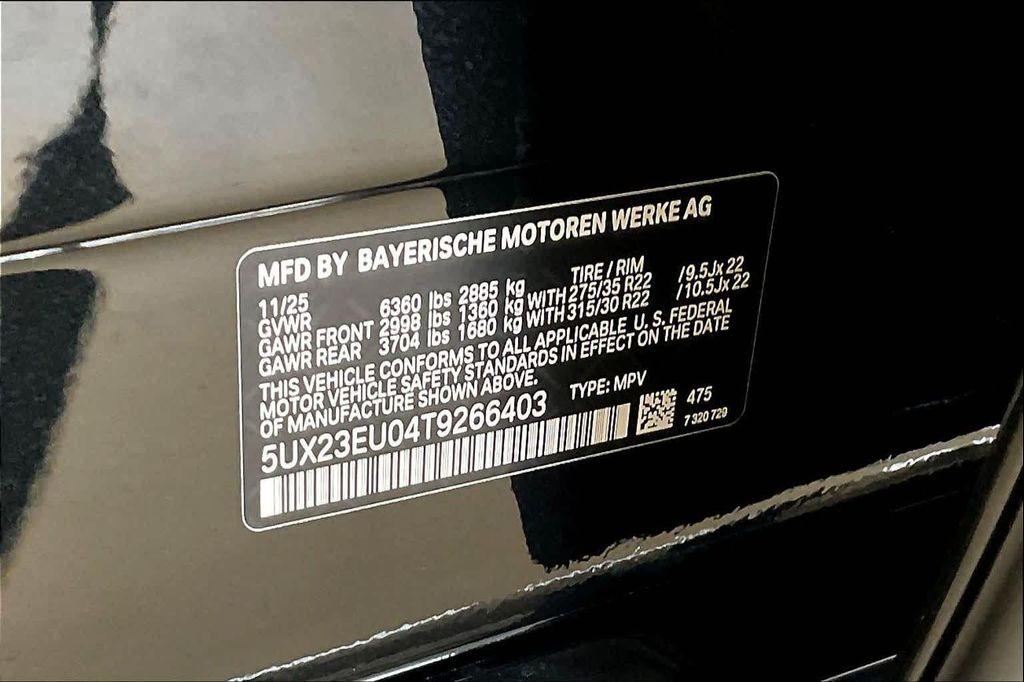 MFD BY BAYERISCHE MOTOREN WERKE AG
11/25 TIRE / RIM
GVWR 6360 lbs 2885 kg
GAWR FRONT 2998 lbs 1360 kg WITH 275/35 R22 /9.5Jx 22
GAWR REAR 3704 lbs 1680 kg WITH 315/30 R22 /10.5Jx 22
THIS VEHICLE CONFORMS TO ALL APPLICABLE U. S. FEDERAL
MOTOR VEHICLE SAFETY STANDARDS IN EFFECT ON THE DATE
OF MANUFACTURE SHOWN ABOVE. TYPE: MPV
5UX23EU04T9266403
475
7 320 729